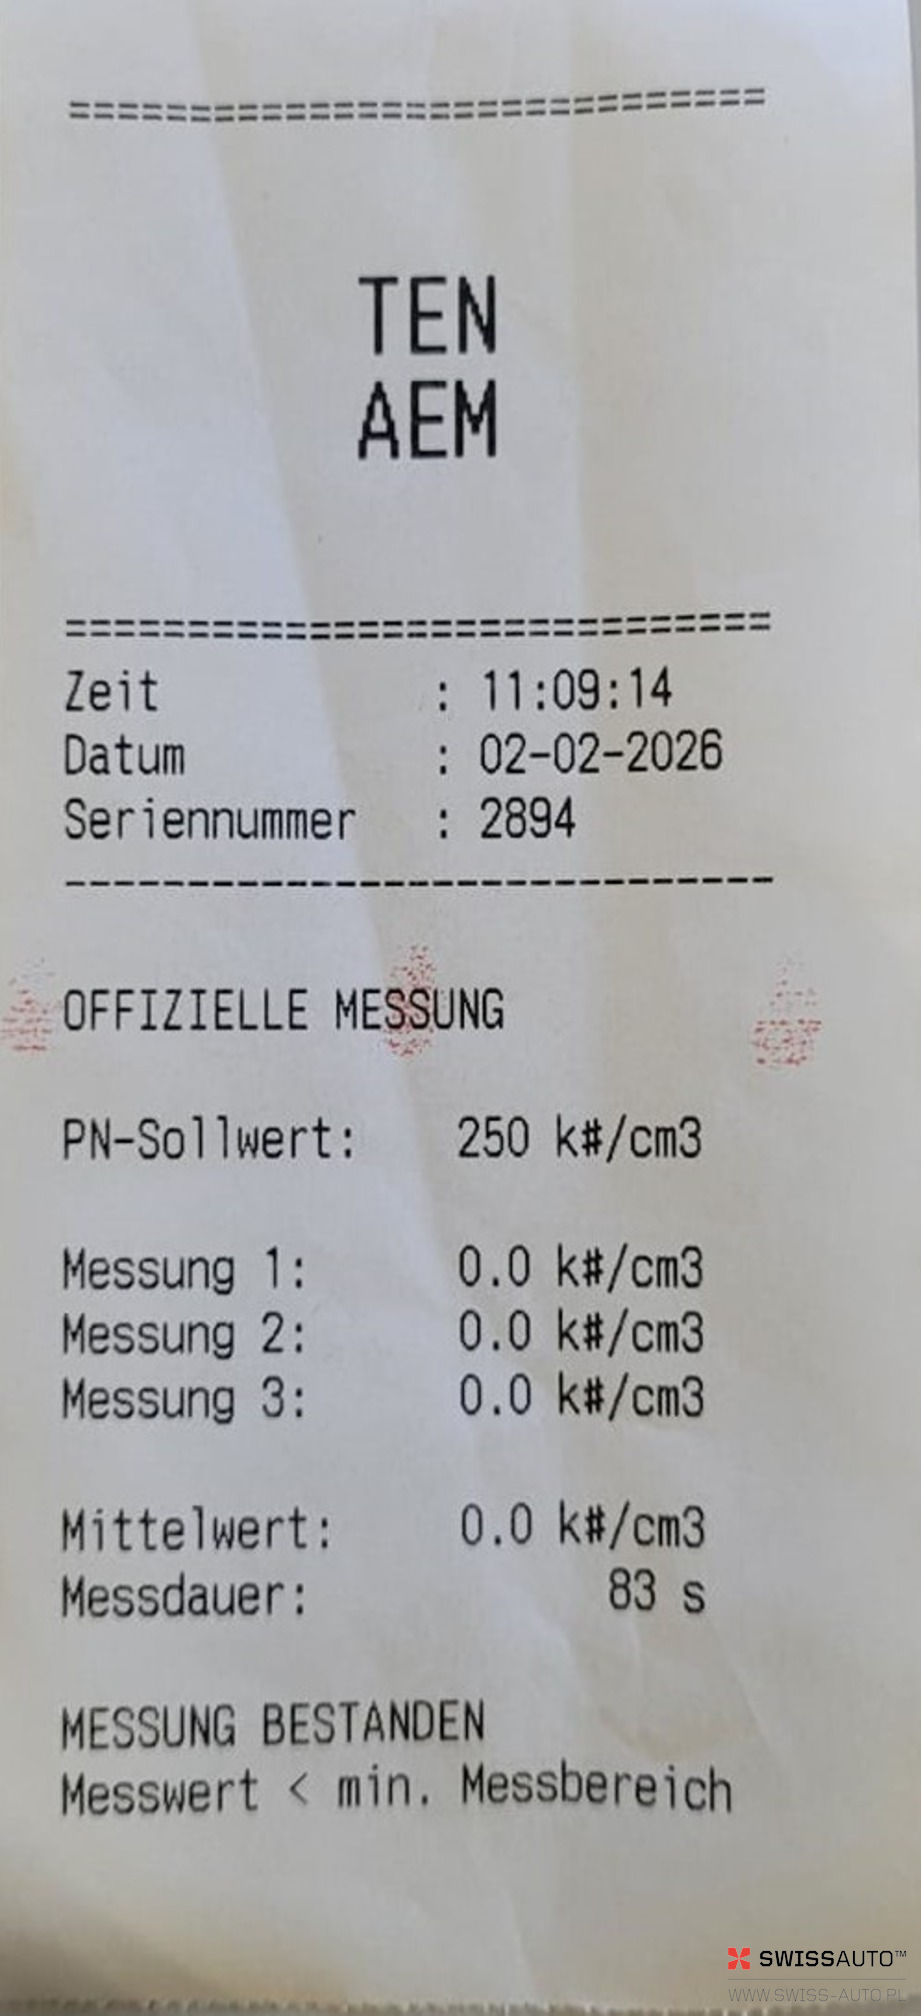 =============================
TEN
AEM
=============================
Zeit : 11:09:14
Datum : 02-02-2026
Seriennummer : 2894
-----------------------------
OFFIZIELLE MESSUNG
PN-Sollwert: 250 k#/cm3
Messung 1: 0.0 k#/cm3
Messung 2: 0.0 k#/cm3
Messung 3: 0.0 k#/cm3
Mittelwert: 0.0 k#/cm3
Messdauer: 83 s
MESSUNG BESTANDEN
Messwert < min. Messbereich
SWISSAUTO™
WWW.SWISS-AUTO.PL